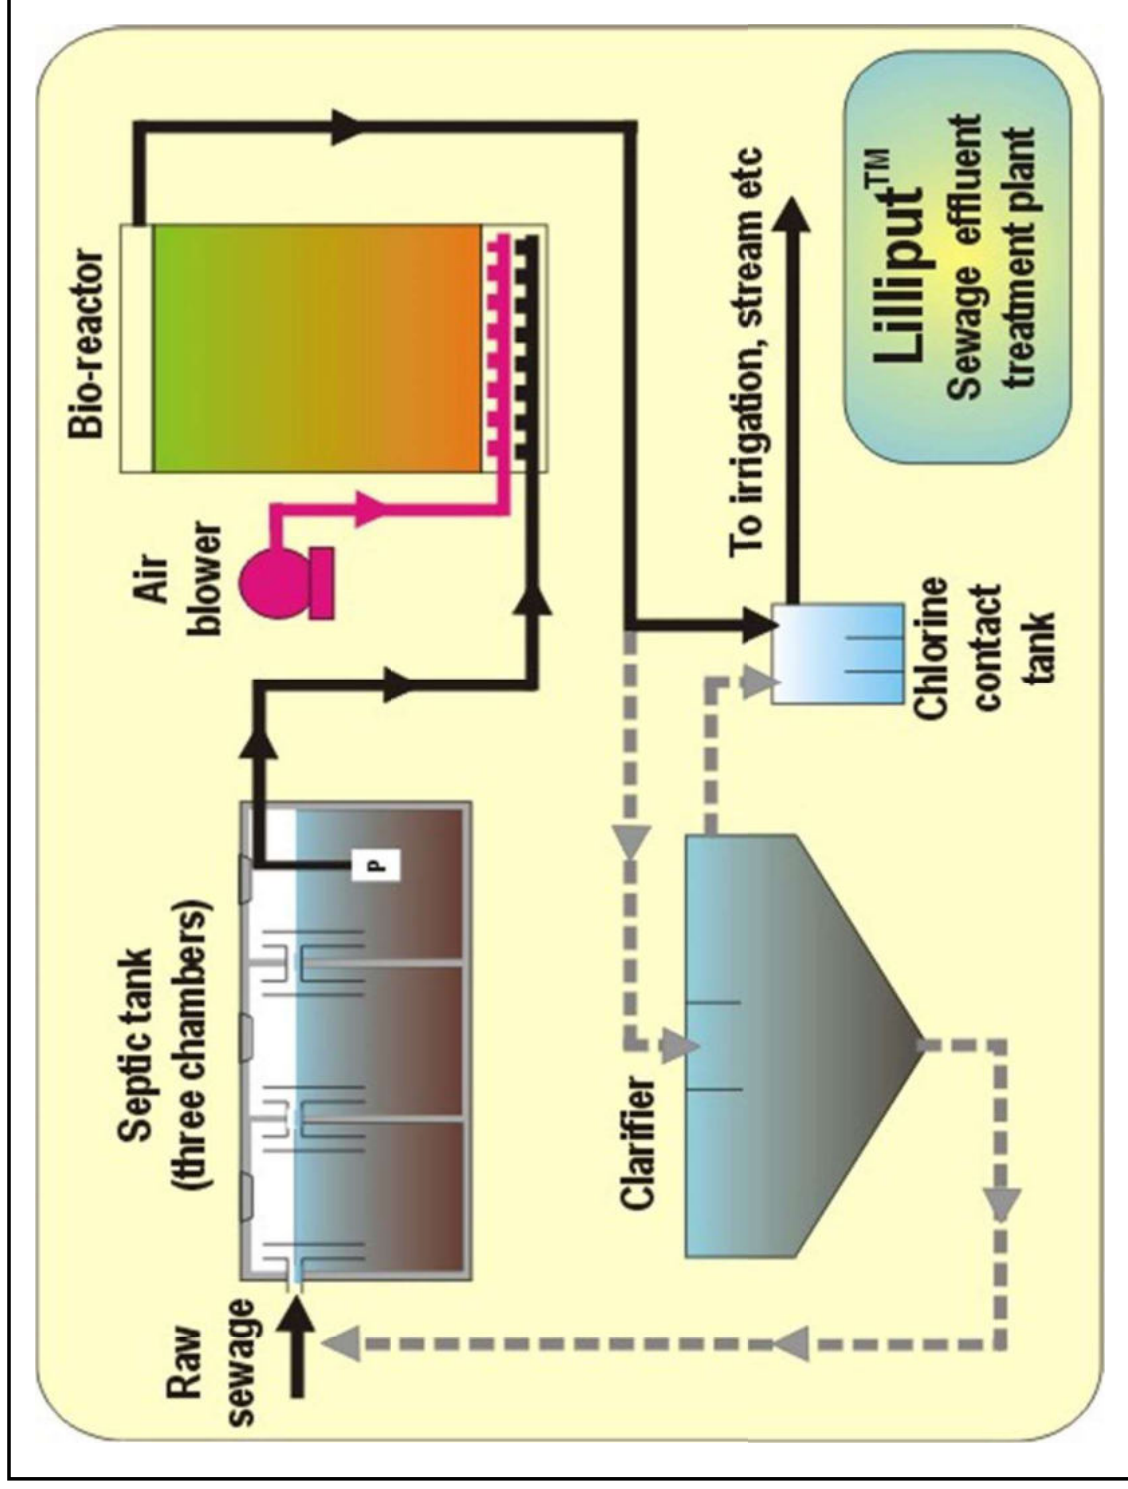 Septic tank
(three chambers)
Air
blower
Bio-reactor
Raw
sewage
P
Clarifier
To irrigation, stream etc
Chlorine
contact
tank
Lilliput™
Sewage effluent
treatment plant